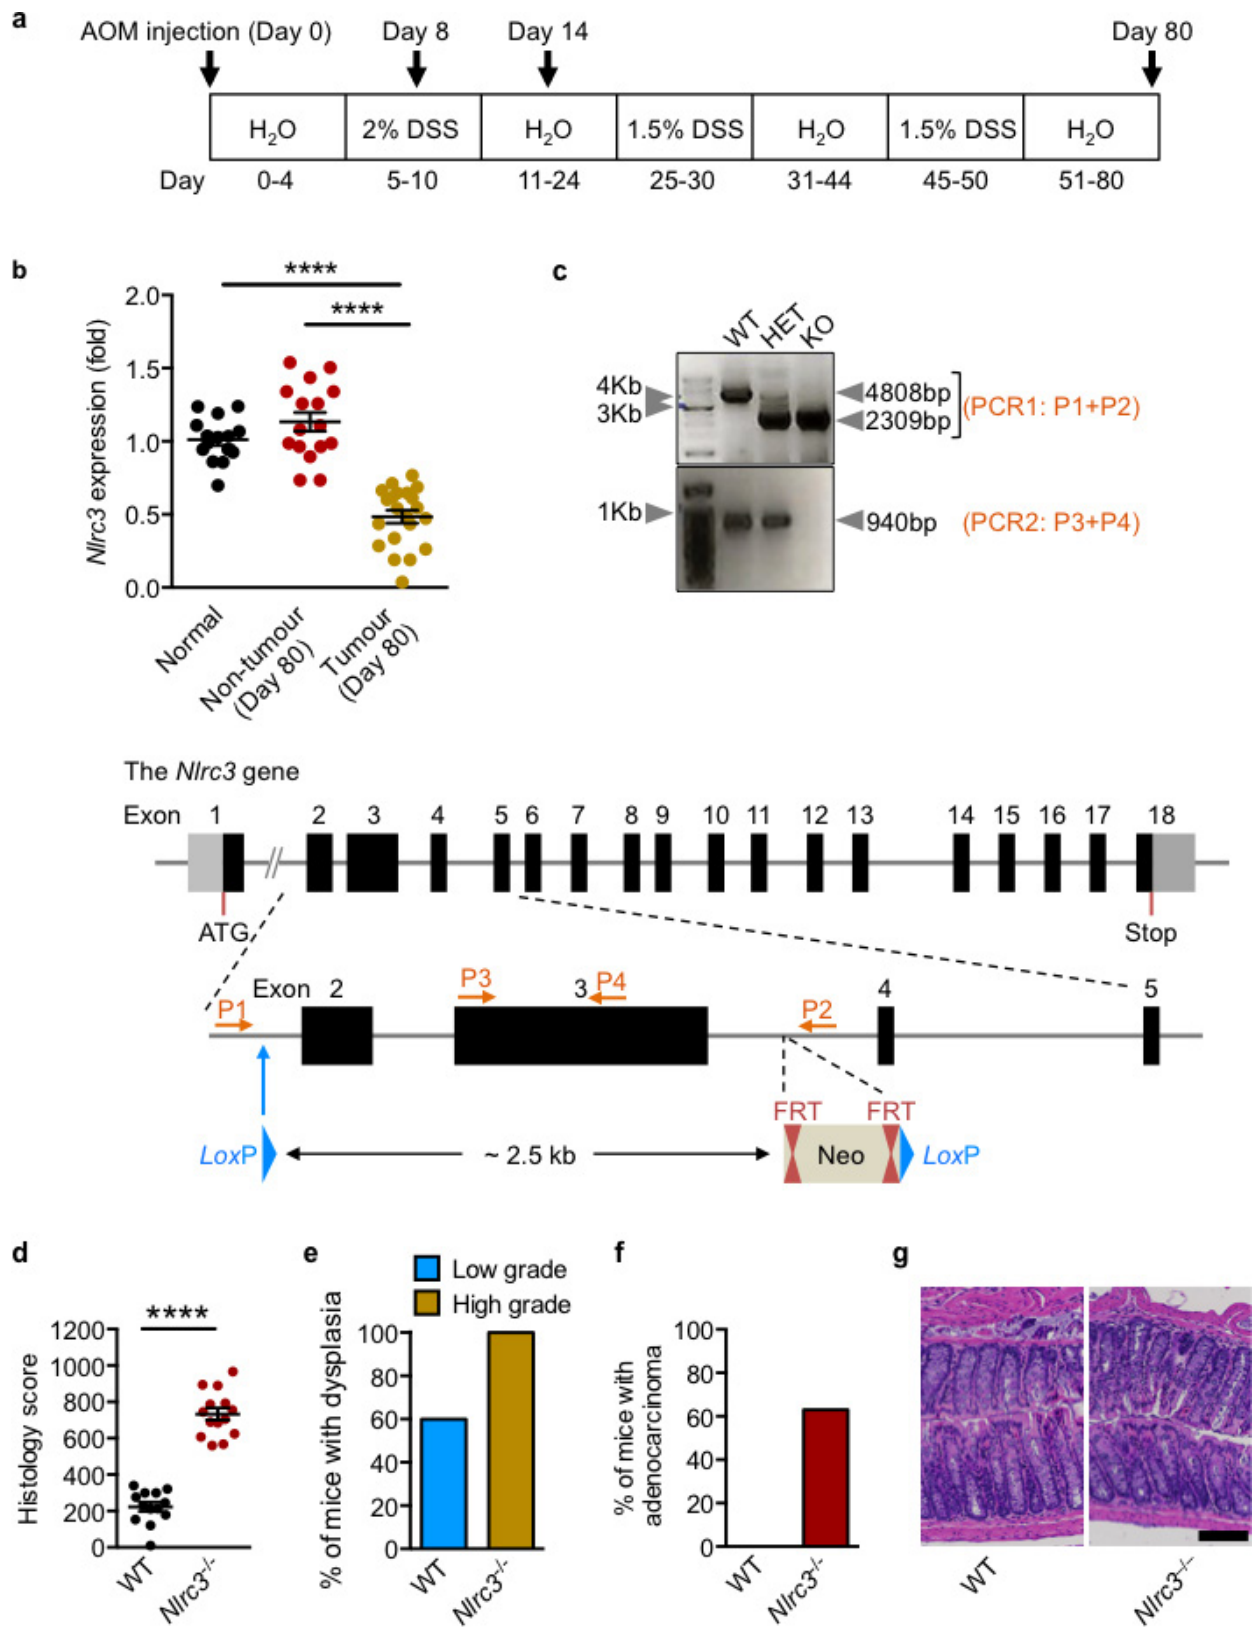 a
AOM injection (Day 0) Day 8 Day 14 Day 80
H₂O 2% DSS H₂O 1.5% DSS H₂O 1.5% DSS H₂O
Day 0-4 5-10 11-24 25-30 31-44 45-50 51-80
b
****
****
Nlrc3 expression (fold)
2.0
1.5
1.0
0.5
0.0
Normal
Non-tumour
(Day 80)
Tumour
(Day 80)
c
WT HET KO
4Kb
3Kb
4808bp
2309bp
(PCR1: P1+P2)
1Kb
940bp
(PCR2: P3+P4)
The Nlrc3 gene
Exon 1 2 3 4 5 6 7 8 9 10 11 12 13 14 15 16 17 18
ATG Stop
Exon 2 3 4 5
P1 P3 P4 P2
FRT FRT
LoxP ~ 2.5 kb Neo LoxP
d
****
Histology score
1200
1000
800
600
400
200
0
WT
Nlrc3-/-
e
Low grade
High grade
% of mice with dysplasia
100
80
60
40
20
0
WT
Nlrc3-/-
f
% of mice with
adenocarcinoma
100
80
60
40
20
0
WT
Nlrc3-/-
g
WT
Nlrc3-/-